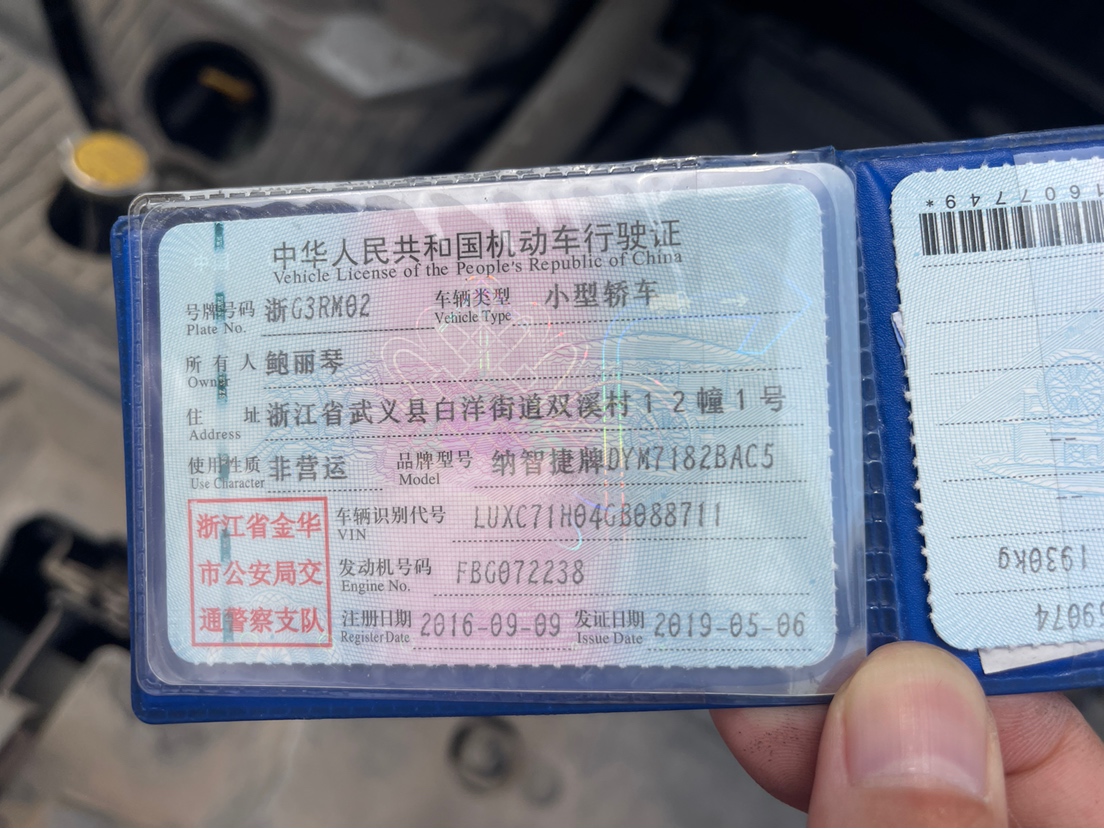 中华人民共和国机动车行驶证
Vehicle License of the People's Republic of China
号牌号码 浙G3RM02 车辆类型 小型轿车
Plate No. Vehicle Type
所有人 鲍丽琴
Owner
住址 浙江省武义县白洋街道双溪村12幢1号
Address
使用性质 非营运 品牌型号 纳智捷牌DYM7182BAC5
Use Character Model
浙江省金华
市公安局交
通警察支队
车辆识别代号 LUXC71H04GB088711
VIN
发动机号码 FBG072238
Engine No.
注册日期 2016-09-09 发证日期 2019-05-06
Register Date Issue Date
1607749*
1930kg
59074